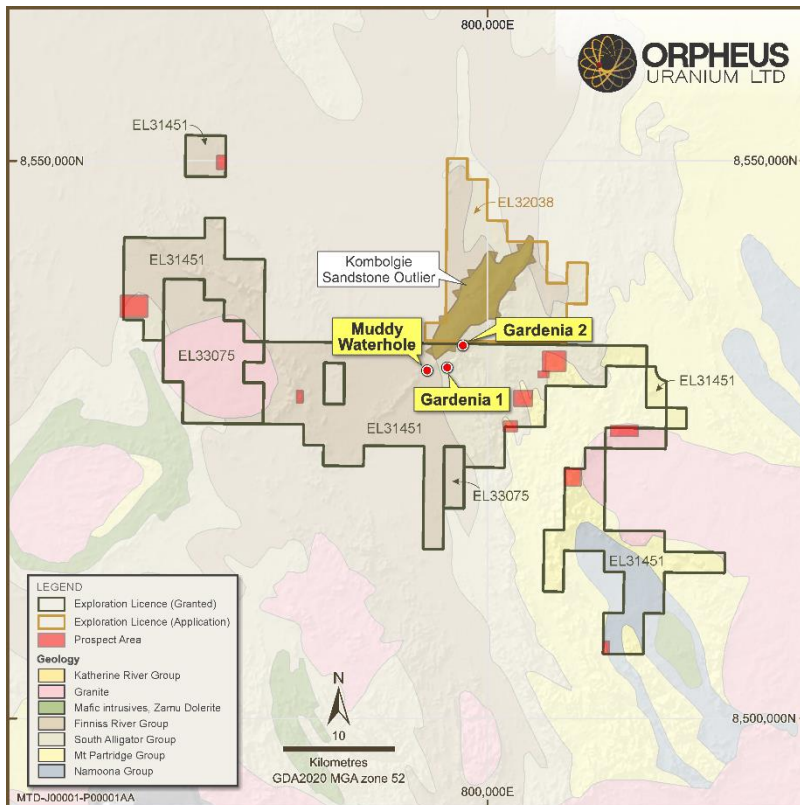 800,000E
ORPHEUS
URANIUM LTD
EL31451
8,550,000N
8,550,000N
EL32038
EL31451
Kombolgie
Sandstone Outlier
Muddy
Waterhole
Gardenia 2
EL33075
Gardenia 1
EL31451
EL31451
EL33075
EL31451
LEGEND
Exploration Licence (Granted)
Exploration Licence (Application)
Prospect Area
Geology
Katherine River Group
Granite
Mafic intrusives, Zamu Dolerite
Finniss River Group
South Alligator Group
Mt Partridge Group
Namoona Group
N
10
Kilometres
GDA2020 MGA zone 52
8,500,000N
800,000E
MTD-J00001-P00001AA